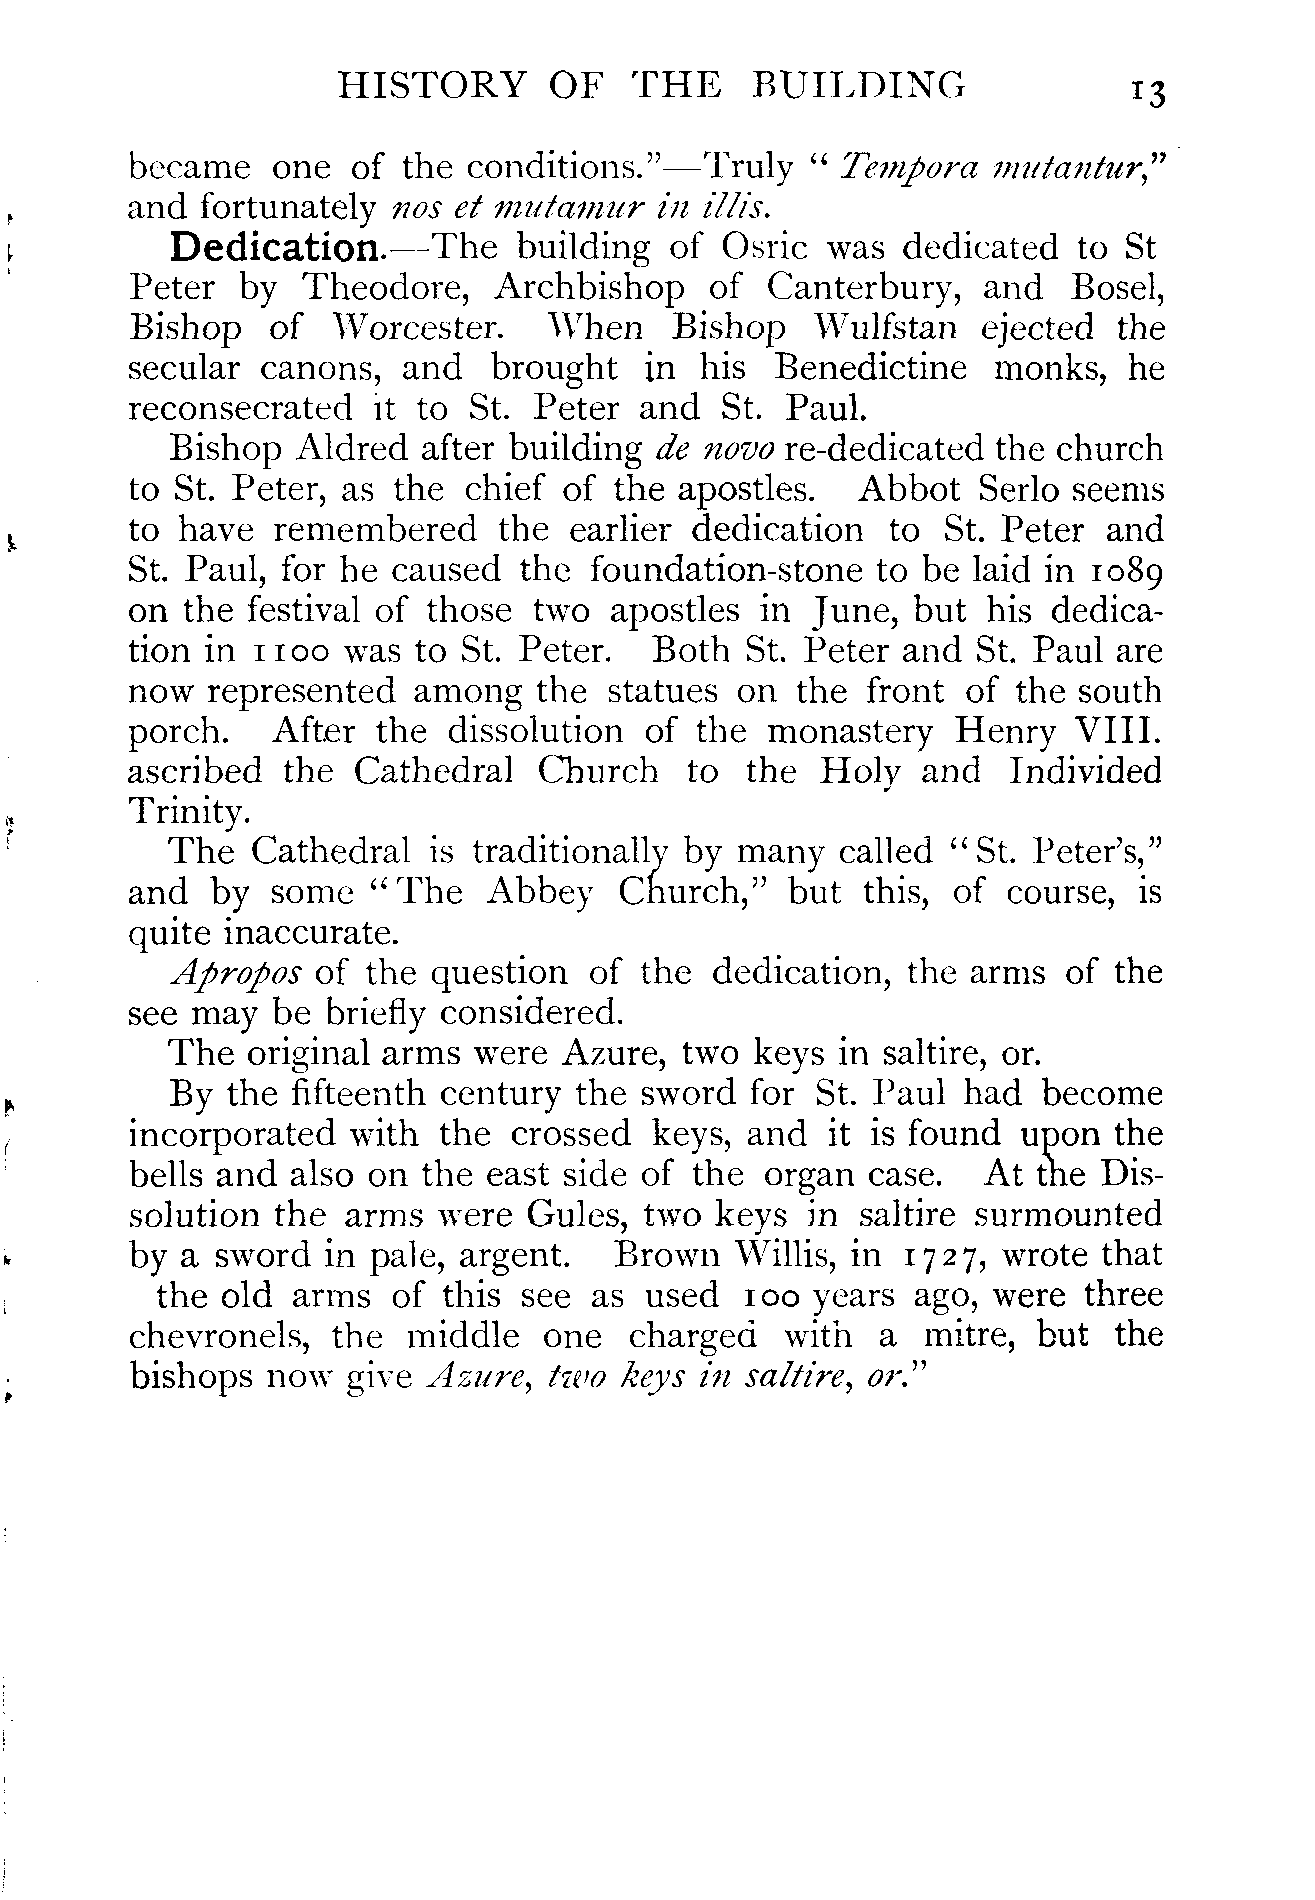 HISTORY OF THE BUILDING 13
became one of the conditions."—Truly "Tempora mutantur,"
and fortunately nos et mutamur in illis.
Dedication.—The building of Osric was dedicated to St
Peter by Theodore, Archbishop of Canterbury, and Bosel,
Bishop of Worcester. When Bishop Wulfstan ejected the
secular canons, and brought in his Benedictine monks, he
reconsecrated it to St. Peter and St. Paul.
Bishop Aldred after building de novo re-dedicated the church
to St. Peter, as the chief of the apostles. Abbot Serlo seems
to have remembered the earlier dedication to St. Peter and
St. Paul, for he caused the foundation-stone to be laid in 1089
on the festival of those two apostles in June, but his dedica-
tion in 1100 was to St. Peter. Both St. Peter and St. Paul are
now represented among the statues on the front of the south
porch. After the dissolution of the monastery Henry VIII.
ascribed the Cathedral Church to the Holy and Individed
Trinity.
The Cathedral is traditionally by many called "St. Peter's,"
and by some "The Abbey Church," but this, of course, is
quite inaccurate.
Apropos of the question of the dedication, the arms of the
see may be briefly considered.
The original arms were Azure, two keys in saltire, or.
By the fifteenth century the sword for St. Paul had become
incorporated with the crossed keys, and it is found upon the
bells and also on the east side of the organ case. At the Dis-
solution the arms were Gules, two keys in saltire surmounted
by a sword in pale, argent. Brown Willis, in 1727, wrote that
the old arms of this see as used 100 years ago, were three
chevronels, the middle one charged with a mitre, but the
bishops now give Azure, two keys in saltire, or."